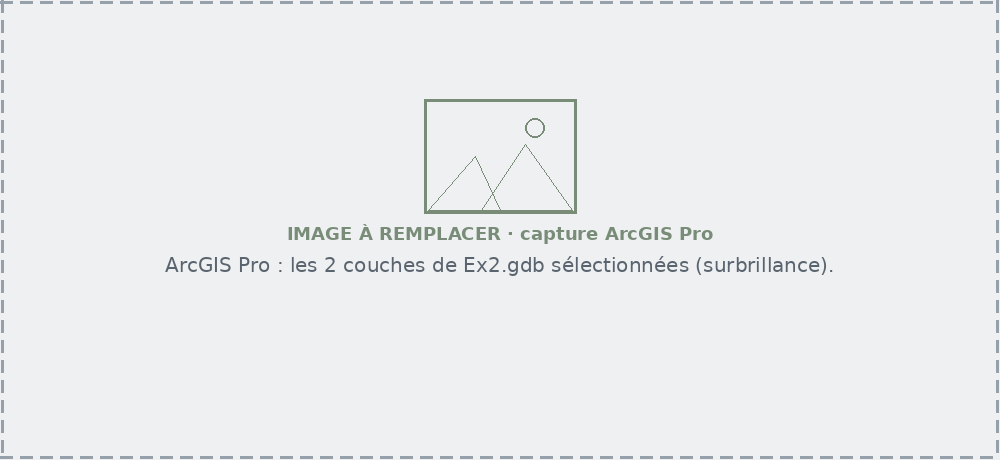 IMAGE À REMPLACER · capture ArcGIS Pro
ArcGIS Pro : les 2 couches de Ex2.gdb sélectionnées (surbrillance).